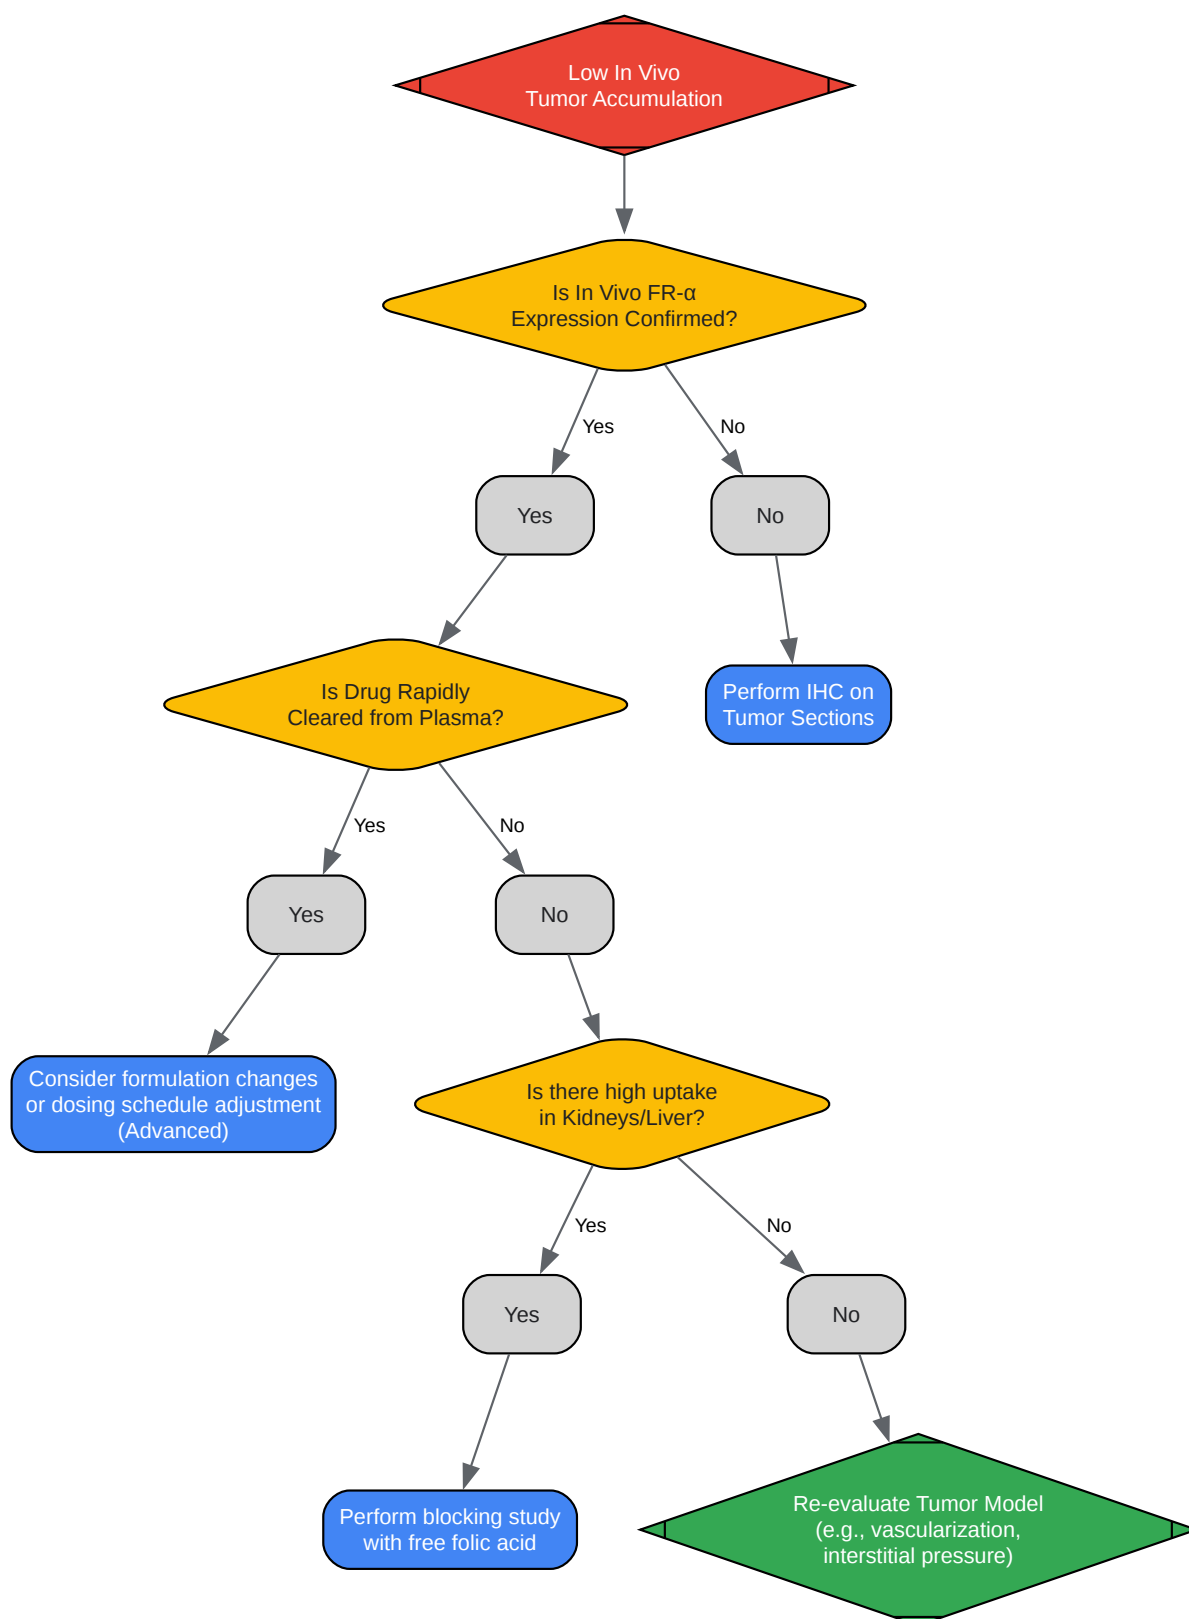 Low In Vivo
Tumor Accumulation
Is In Vivo FR-α
Expression Confirmed?
Yes
No
Yes
No
Is Drug Rapidly
Cleared from Plasma?
Perform IHC on
Tumor Sections
Yes
No
Yes
No
Consider formulation changes
or dosing schedule adjustment
(Advanced)
Is there high uptake
in Kidneys/Liver?
Yes
No
Yes
No
Perform blocking study
with free folic acid
Re-evaluate Tumor Model
(e.g., vascularization,
interstitial pressure)